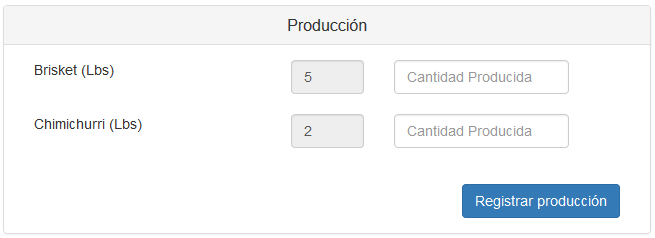 Producción
Brisket (Lbs) 5 Cantidad Producida
Chimichurri (Lbs) 2 Cantidad Producida
Registrar producción